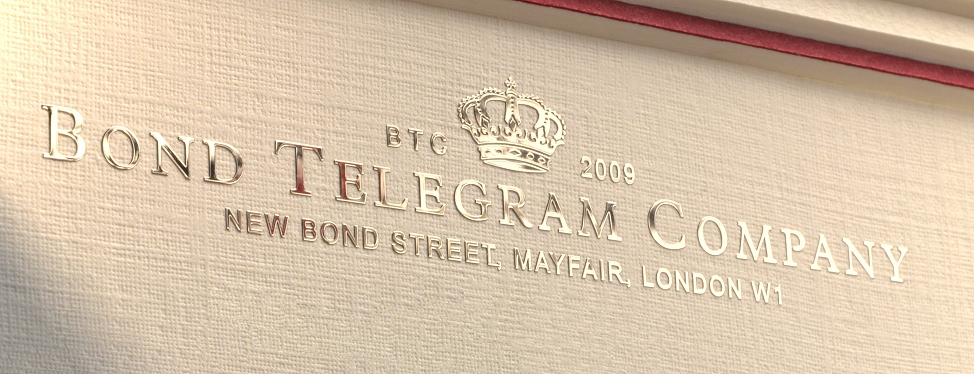 BTC 2009
BOND TELEGRAM COMPANY
NEW BOND STREET, MAYFAIR, LONDON W1